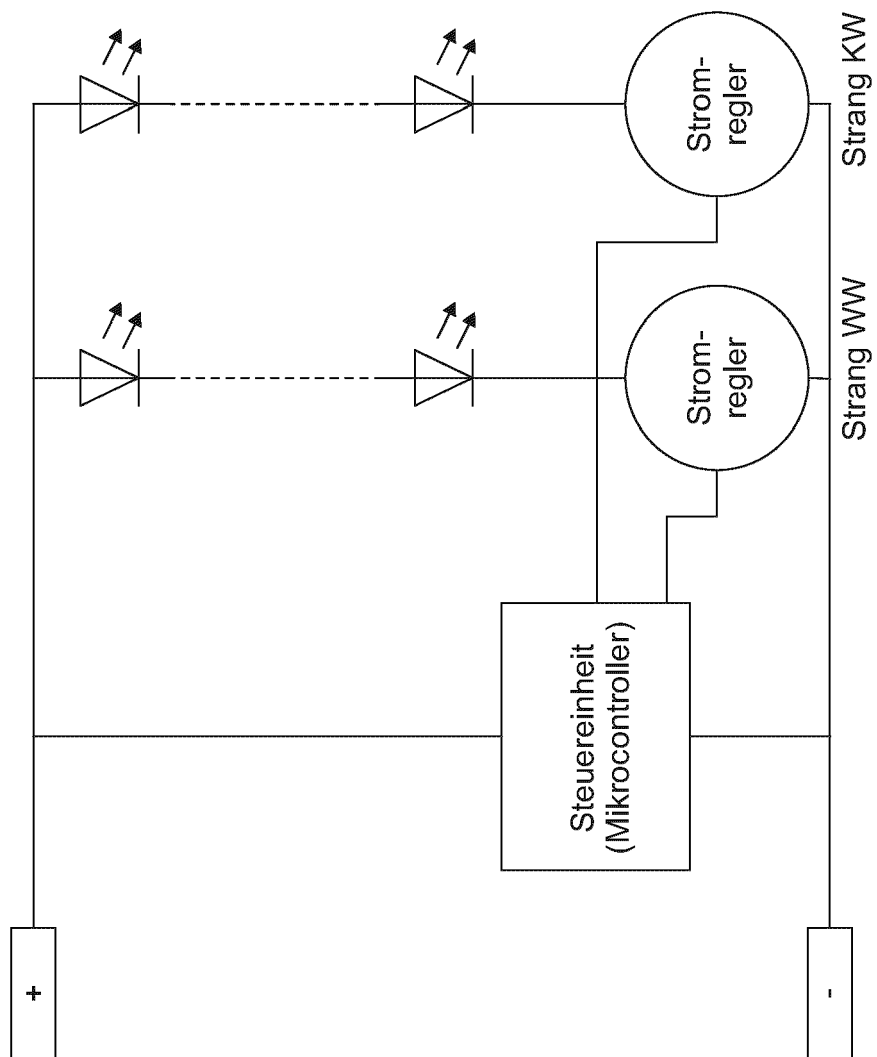 +
-
Steuereinheit
(Mikrocontroller)
Strom-
regler
Strang WW
Strom-
regler
Strang KW